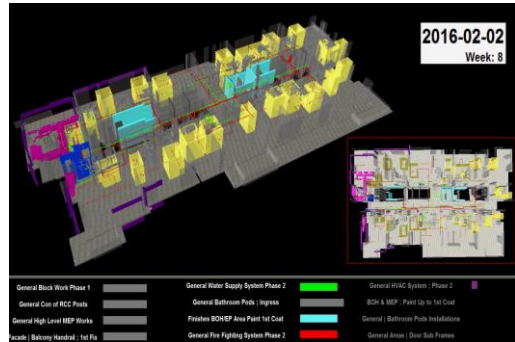 2016-02-02
Week: 8
General Block Work Phase 1
General Con of RCC Posts
General High Level MEP Works
Facade | Balcony Handrail ; 1st Fix
General Water Supply System Phase 2
General Bathroom Pods ; Ingress
Finishes BOH/EP Area Paint 1st Coat
General Fire Fighting System Phase 2
General HVAC System ; Phase 2
BOH & MEP ; Paint Up to 1st Coat
General | Bathroom Pods Installations
General Areas | Door Sub Frames